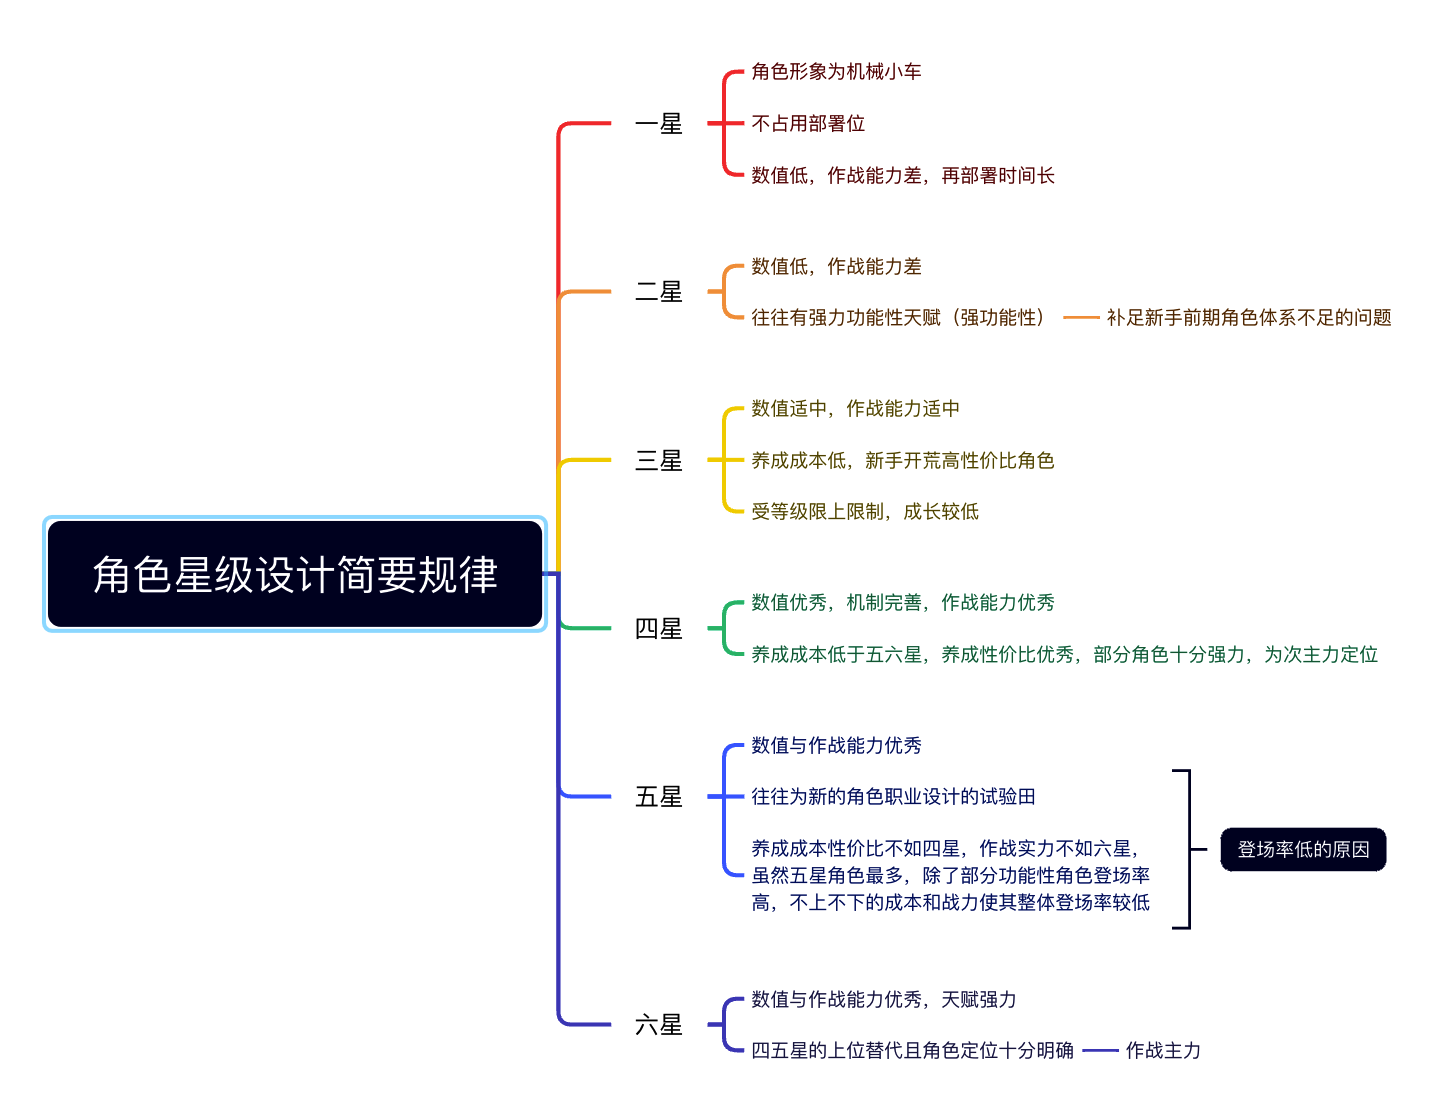 角色星级设计简要规律
一星
角色形象为机械小车
不占用部署位
数值低，作战能力差，再部署时间长
二星
数值低，作战能力差
往往有强力功能性天赋（强功能性）
补足新手前期角色体系不足的问题
三星
数值适中，作战能力适中
养成成本低，新手开荒高性价比角色
受等级限上限制，成长较低
四星
数值优秀，机制完善，作战能力优秀
养成成本低于五六星，养成性价比优秀，部分角色十分强力，为次主力定位
五星
数值与作战能力优秀
往往为新的角色职业设计的试验田
养成成本性价比不如四星，作战实力不如六星，
虽然五星角色最多，除了部分功能性角色登场率
高，不上不下的成本和战力使其整体登场率较低
登场率低的原因
六星
数值与作战能力优秀，天赋强力
四五星的上位替代且角色定位十分明确
作战主力